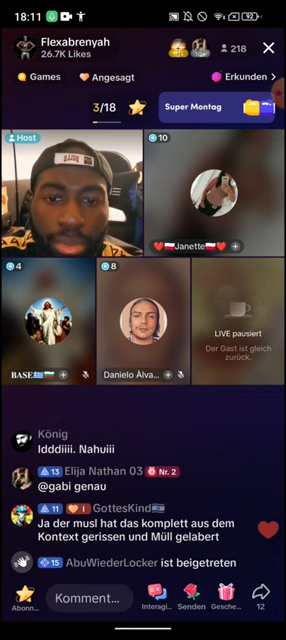 18:11
92
Flexabrenyah
26.7K Likes
218
Games
Angesagt
Erkunden >
3/18
Super Montag
Host
10
❤️🇵🇱Janette🇵🇱❤️
4
8
BASE🇬🇷🇧🇬
Danielo Àlva...
LIVE pausiert
Der Gast ist gleich
zurück.
König
Idddiiii. Nahuiii
13 Elija Nathan 03 Nr. 2
@gabi genau
11 I GottesKind
Ja der musl hat das komplett aus dem
Kontext gerissen und Müll gelabert
15 AbuWiederLocker ist beigetreten
Abonn...
Kommentar...
Interagi...
Senden
Gesche...
12